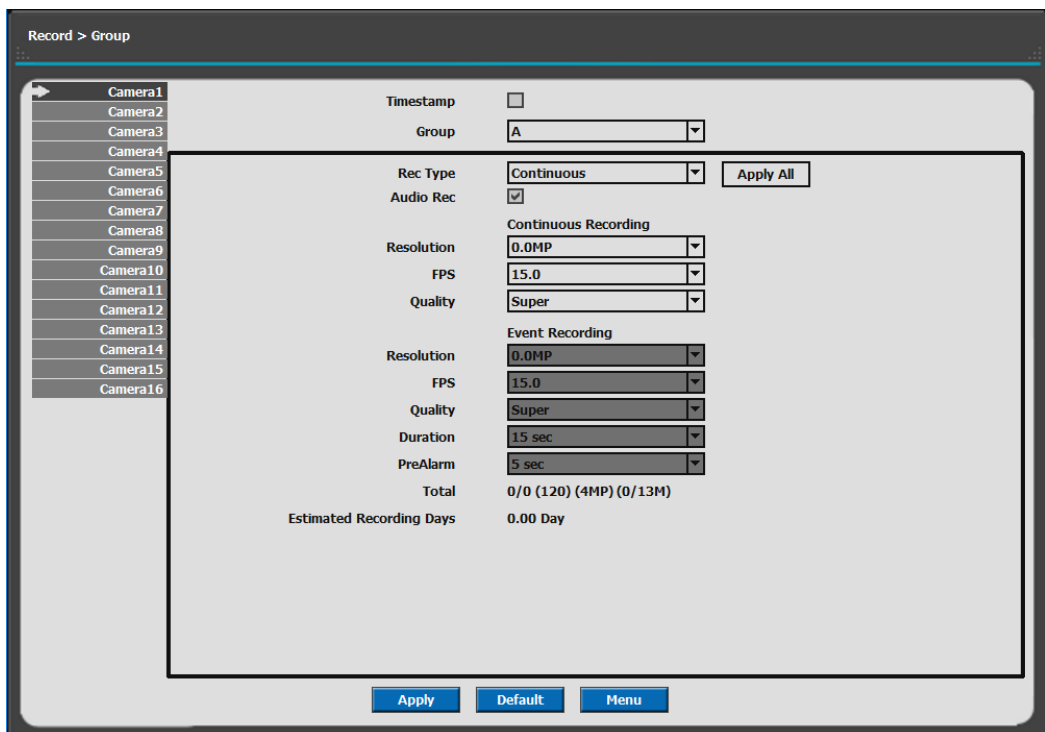 Record > Group
Camera1
Camera2
Camera3
Camera4
Camera5
Camera6
Camera7
Camera8
Camera9
Camera10
Camera11
Camera12
Camera13
Camera14
Camera15
Camera16
Timestamp
Group A
Rec Type Continuous Apply All
Audio Rec
Continuous Recording
Resolution 0.0MP
FPS 15.0
Quality Super
Event Recording
Resolution 0.0MP
FPS 15.0
Quality Super
Duration 15 sec
PreAlarm 5 sec
Total 0/0 (120) (4MP) (0/13M)
Estimated Recording Days 0.00 Day
Apply Default Menu